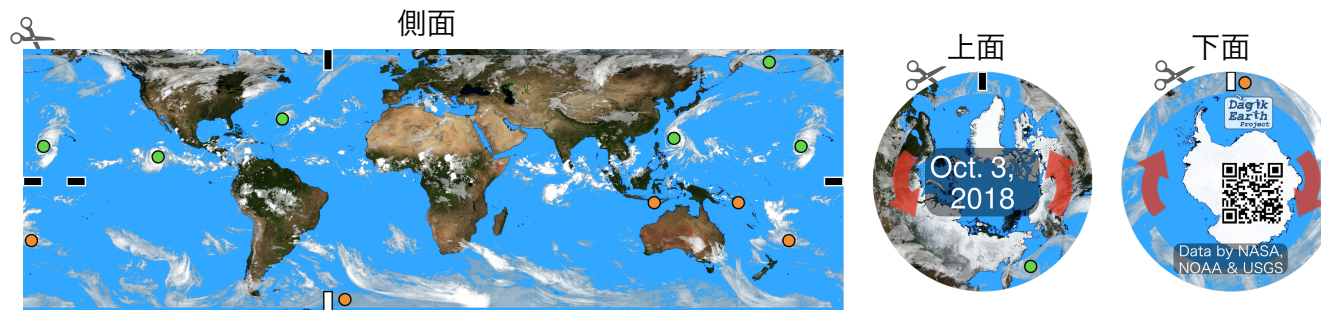 側面
上面
下面
Oct. 3,
2018
Dagik
Earth
Project
Data by NASA,
NOAA & USGS